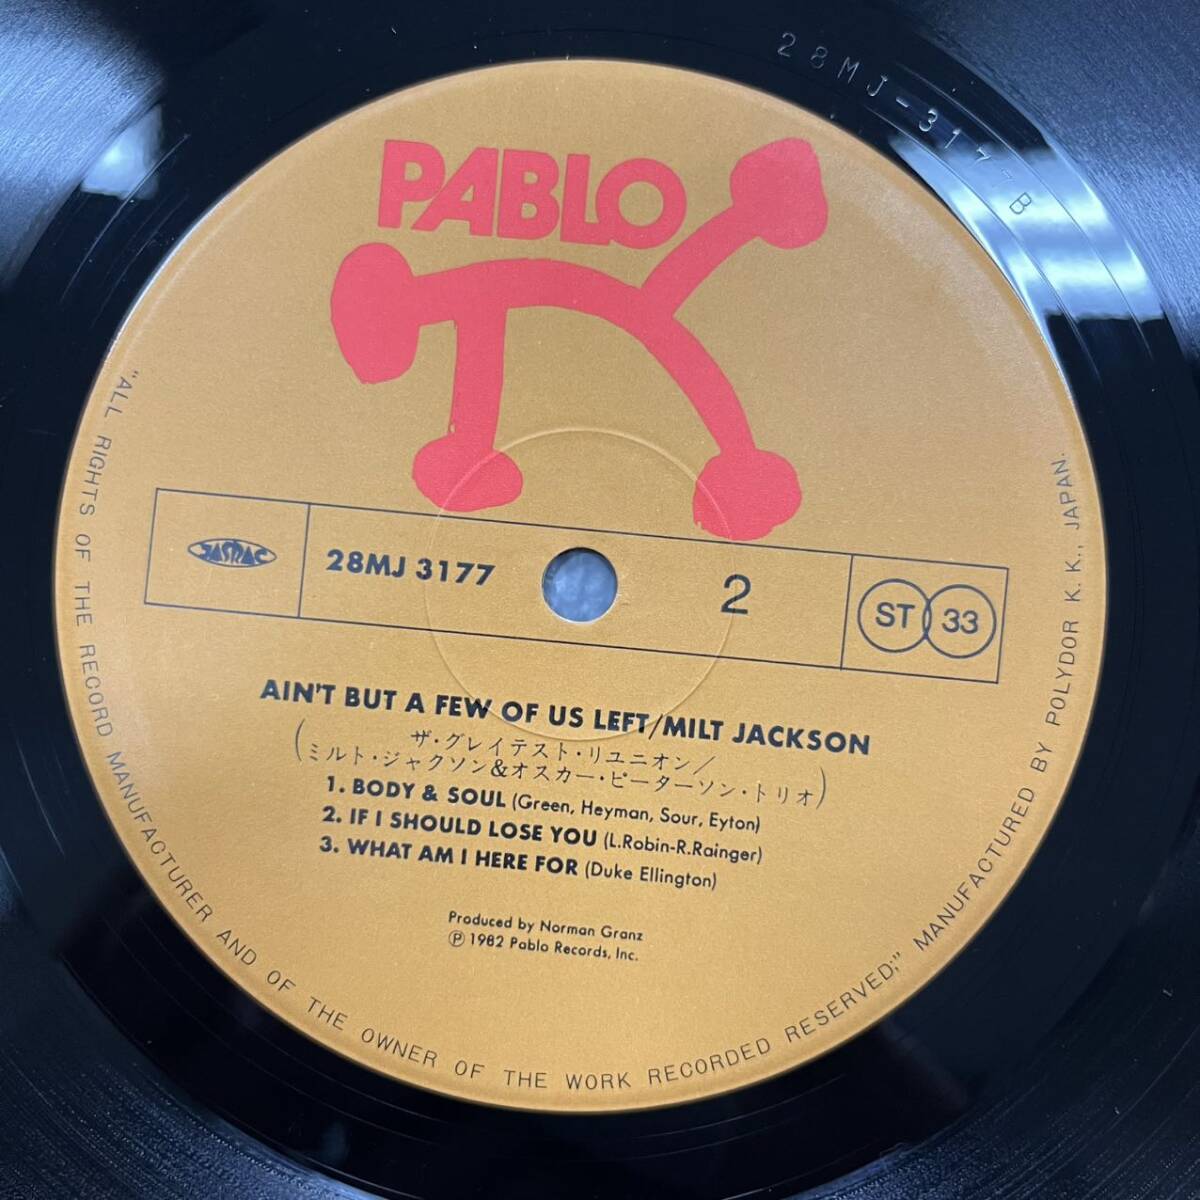 28MJ-3177-B
PABLO
JASRAC
28MJ 3177
2
ST 33
AIN'T BUT A FEW OF US LEFT/MILT JACKSON
(ザ・グレイテスト・リユニオン/
ミルト・ジャクソン&オスカー・ピーターソン・トリオ)
1. BODY & SOUL (Green, Heyman, Sour, Eyton)
2. IF I SHOULD LOSE YOU (L.Robin-R.Rainger)
3. WHAT AM I HERE FOR (Duke Ellington)
Produced by Norman Granz
Ⓟ 1982 Pablo Records, Inc.
"ALL RIGHTS OF THE RECORD MANUFACTURER AND OF THE OWNER OF THE WORK RECORDED RESERVED;" MANUFACTURED BY POLYDOR K. K., JAPAN.